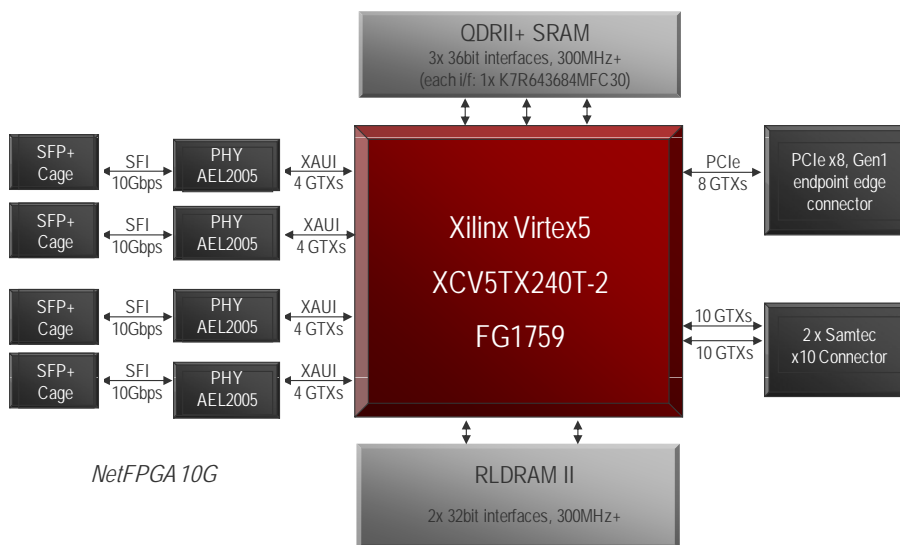 QDRII+ SRAM
3x 36bit interfaces, 300MHz+
(each i/f: 1x K7R643684MFC30)
SFP+
Cage
SFI
10Gbps
PHY
AEL2005
XAUI
4 GTXs
SFP+
Cage
SFI
10Gbps
PHY
AEL2005
XAUI
4 GTXs
SFP+
Cage
SFI
10Gbps
PHY
AEL2005
XAUI
4 GTXs
SFP+
Cage
SFI
10Gbps
PHY
AEL2005
XAUI
4 GTXs
Xilinx Virtex5
XCV5TX240T-2
FG1759
PCIe
8 GTXs
PCIe x8, Gen1
endpoint edge
connector
10 GTXs
10 GTXs
2 x Samtec
x10 Connector
NetFPGA 10G
RLDRAM II
2x 32bit interfaces, 300MHz+